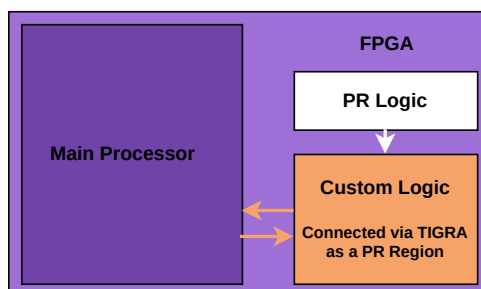 FPGA
PR Logic
Main Processor
Custom Logic
Connected via TIGRA
as a PR Region